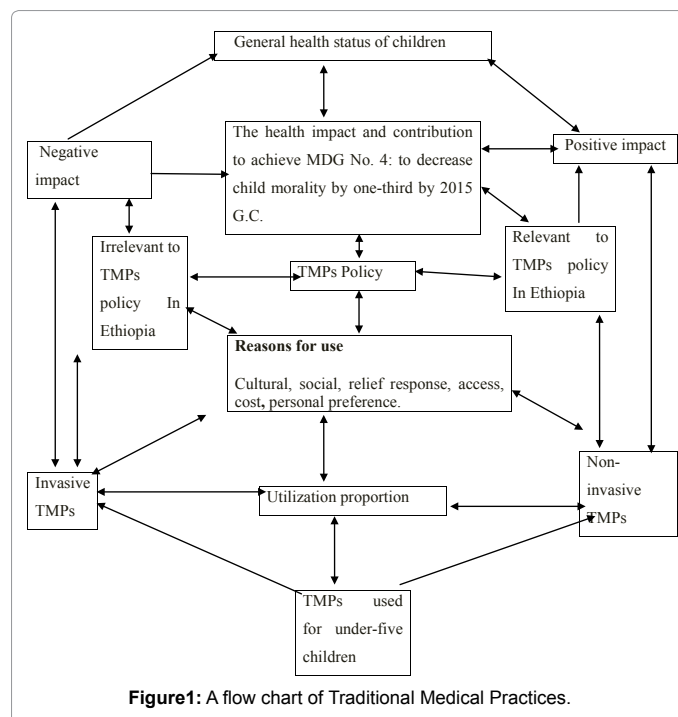 General health status of children
The health impact and contribution
to achieve MDG No. 4: to decrease
child morality by one-third by 2015
G.C.
Negative
impact
Positive impact
Irrelevant to
TMPs
policy In
Ethiopia
TMPs Policy
Relevant to
TMPs policy
In Ethiopia
Reasons for use
Cultural, social, relief response, access,
cost, personal preference.
Invasive
TMPs
Utilization proportion
Non-
invasive
TMPs
TMPs used
for under-five
children
Figure1: A flow chart of Traditional Medical Practices.